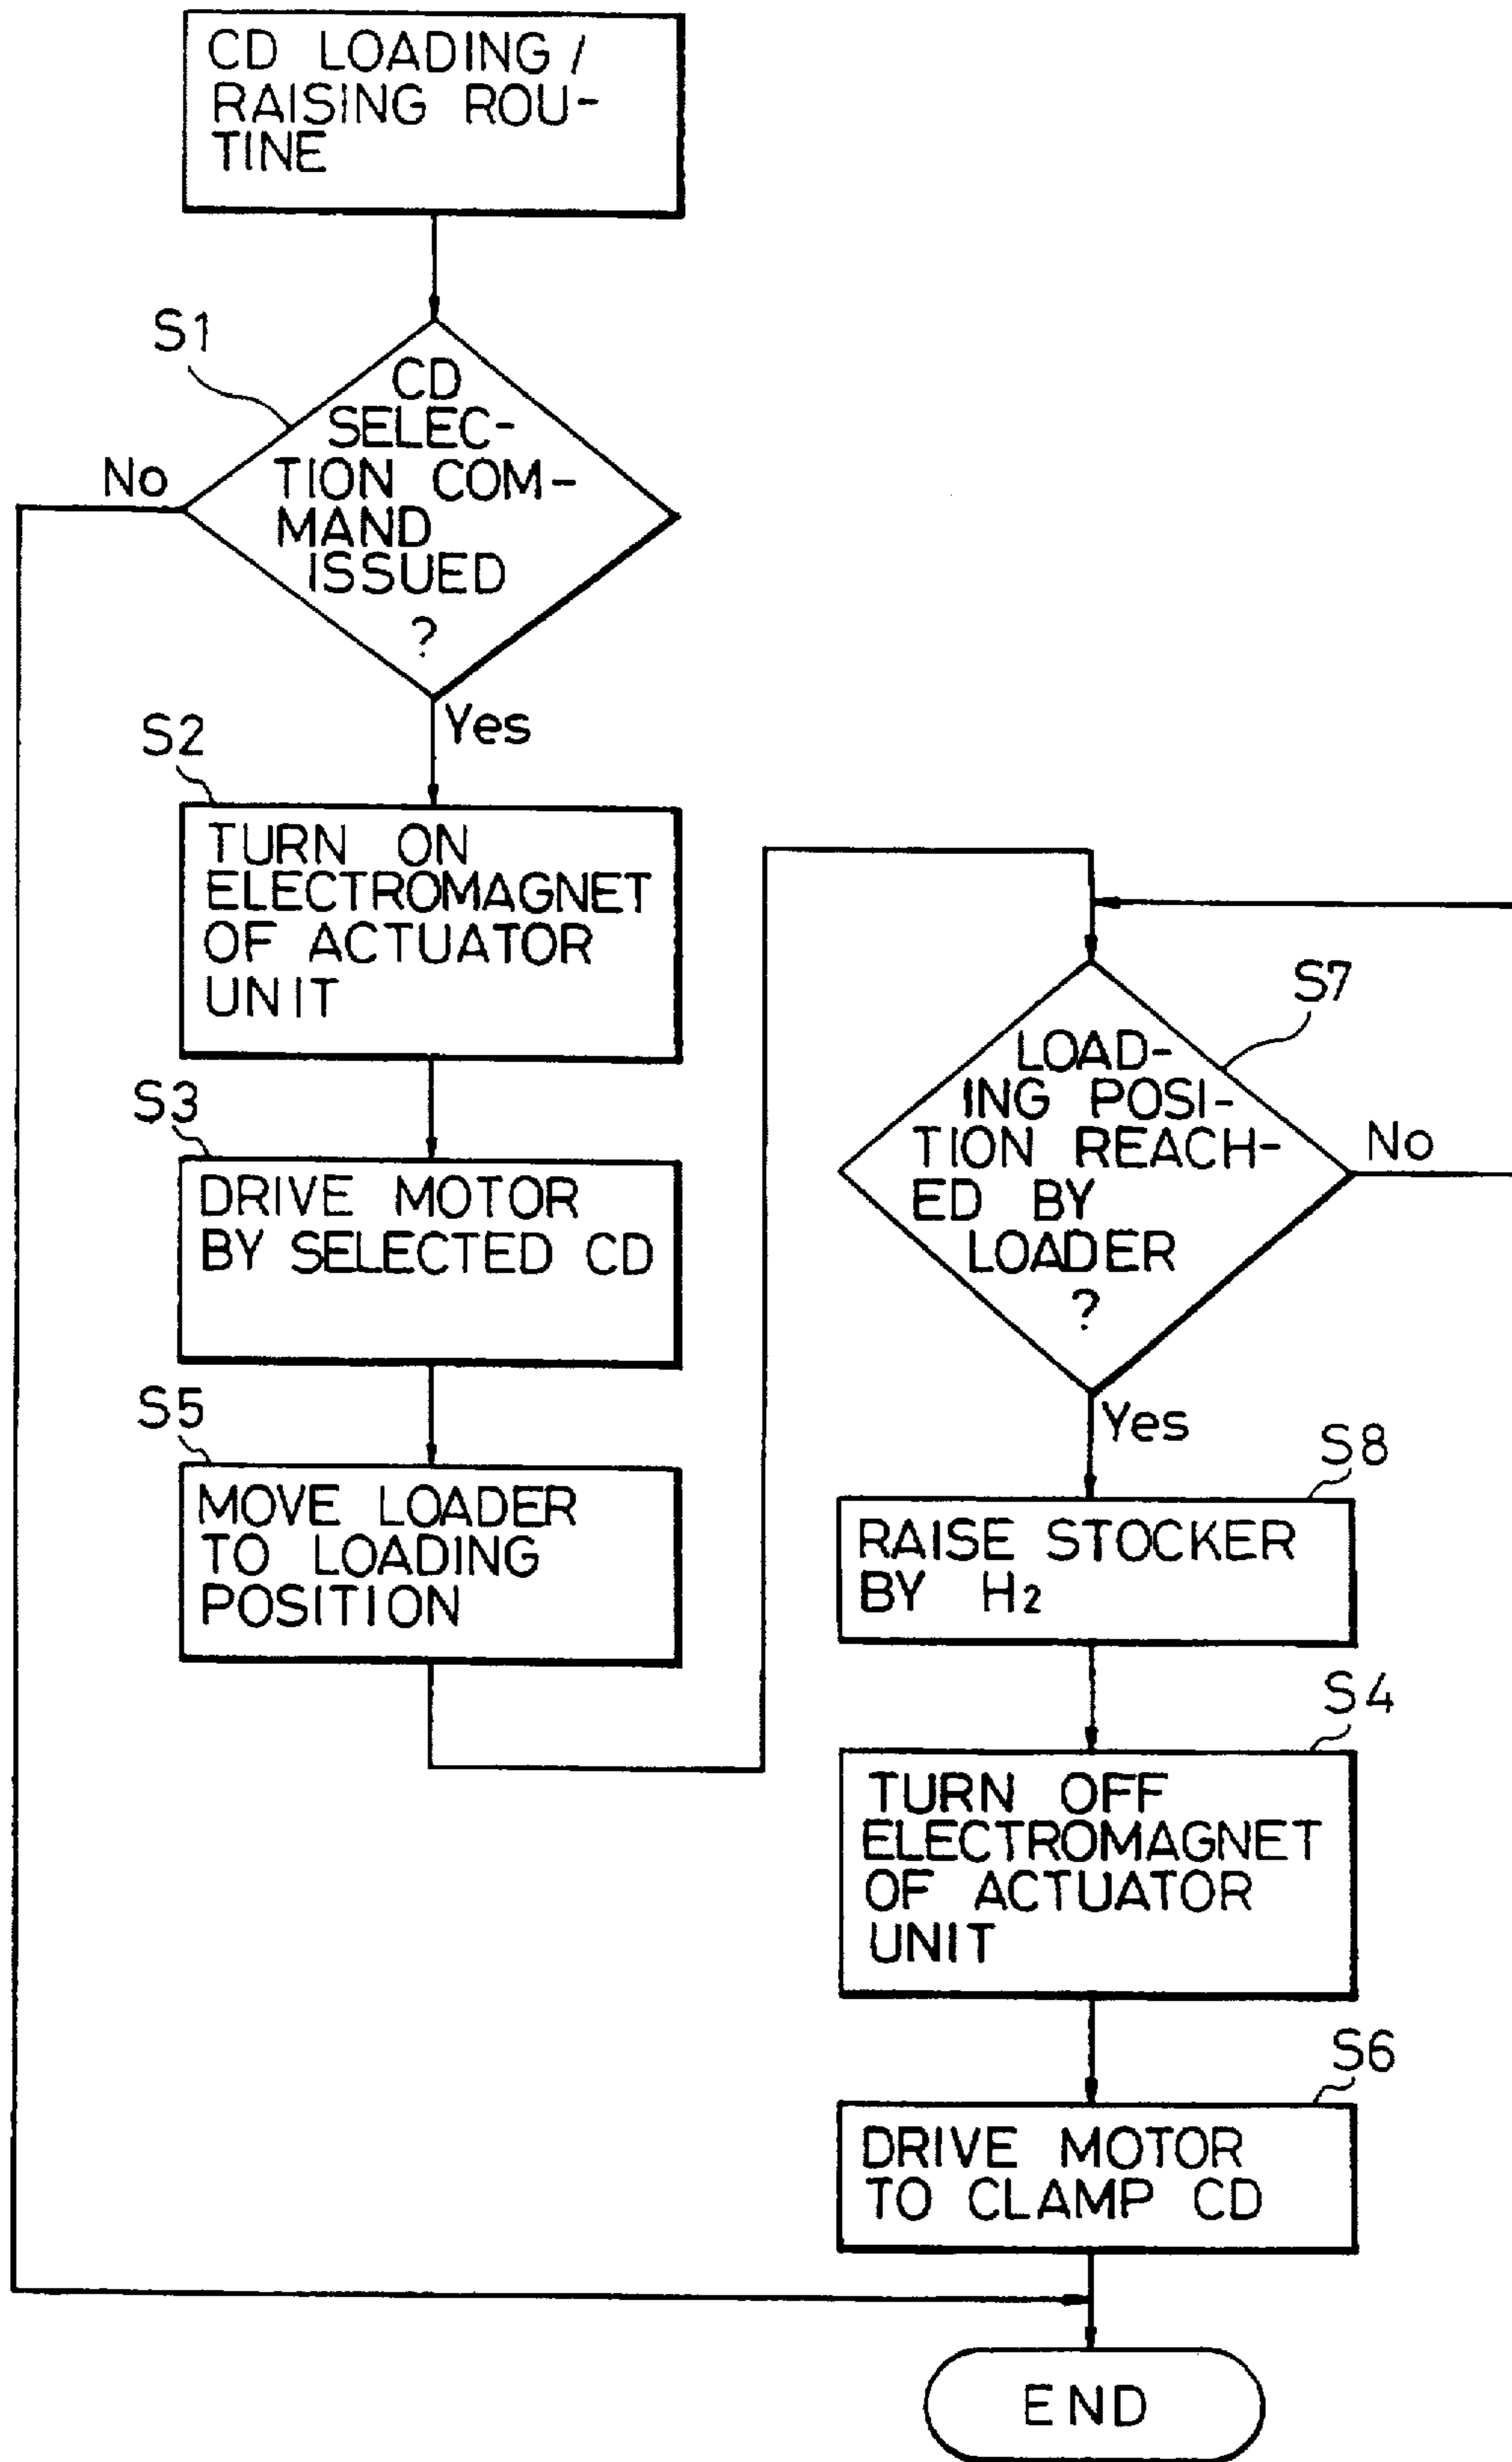 CD LOADING /
RAISING ROU-
TINE
S1
CD
SELEC-
TION COM-
MAND
ISSUED
?
No
Yes
S2
TURN ON
ELECTROMAGNET
OF ACTUATOR
UNIT
S3
DRIVE MOTOR
BY SELECTED CD
S5
MOVE LOADER
TO LOADING
POSITION
S7
LOAD-
ING POSI-
TION REACH-
ED BY
LOADER
?
No
Yes
S8
RAISE STOCKER
BY H₂
S4
TURN OFF
ELECTROMAGNET
OF ACTUATOR
UNIT
S6
DRIVE MOTOR
TO CLAMP CD
END